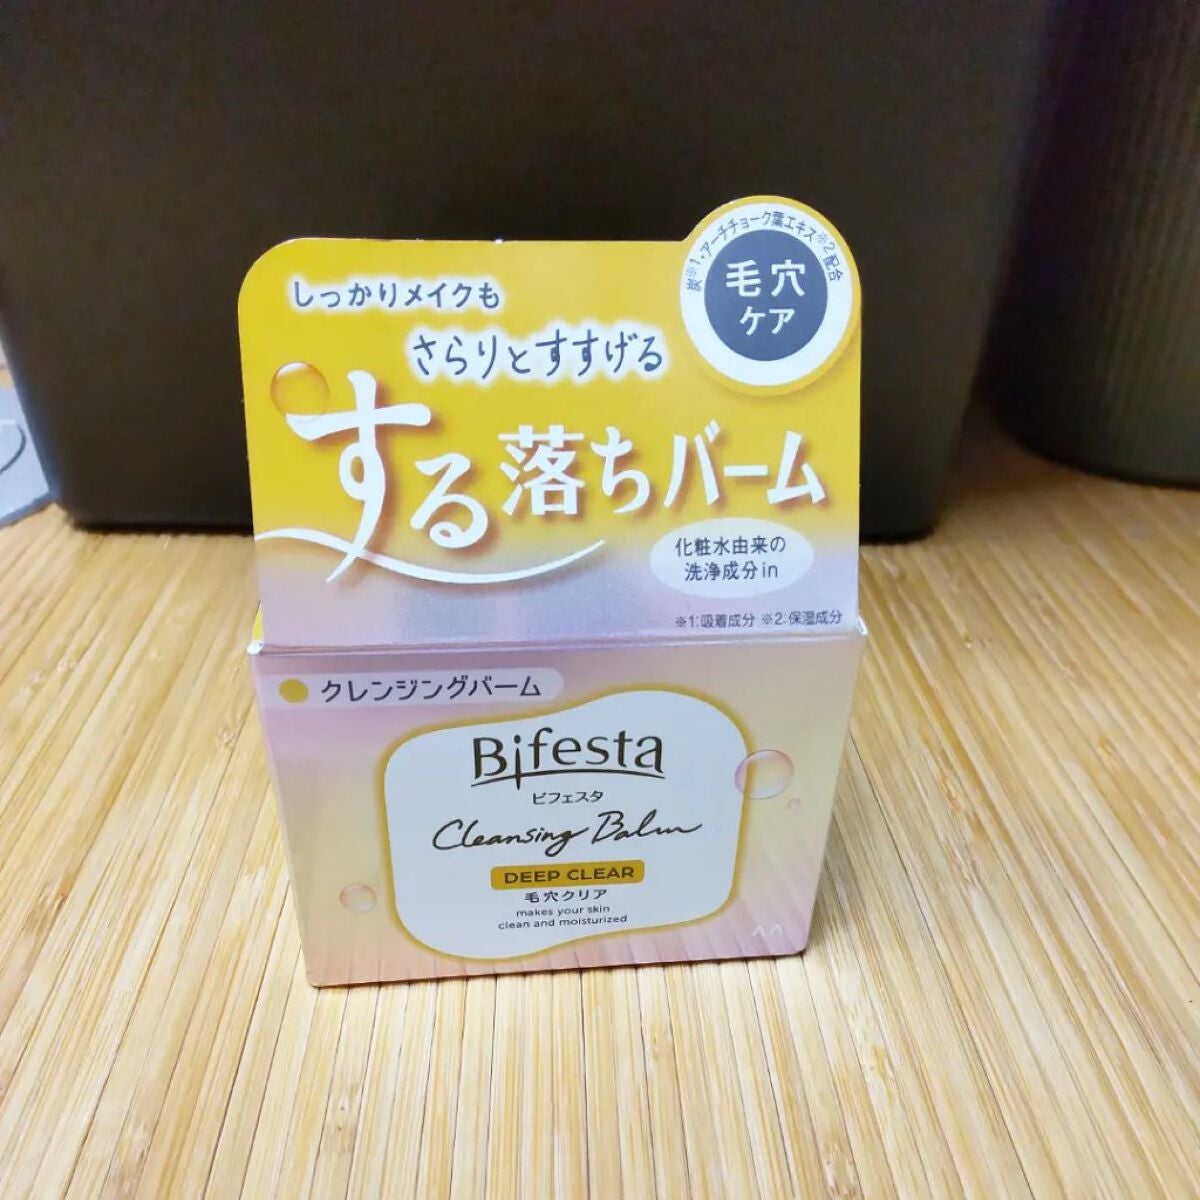 炭※1・アーチチョーク葉エキス※2配合
毛穴
ケア
しっかりメイクも
さらりとすすげる
する落ちバーム
化粧水由来の
洗浄成分in
※1:吸着成分 ※2:保湿成分
クレンジングバーム
Bifesta
ビフェスタ
Cleansing Balm
DEEP CLEAR
毛穴クリア
makes your skin
clean and moisturized